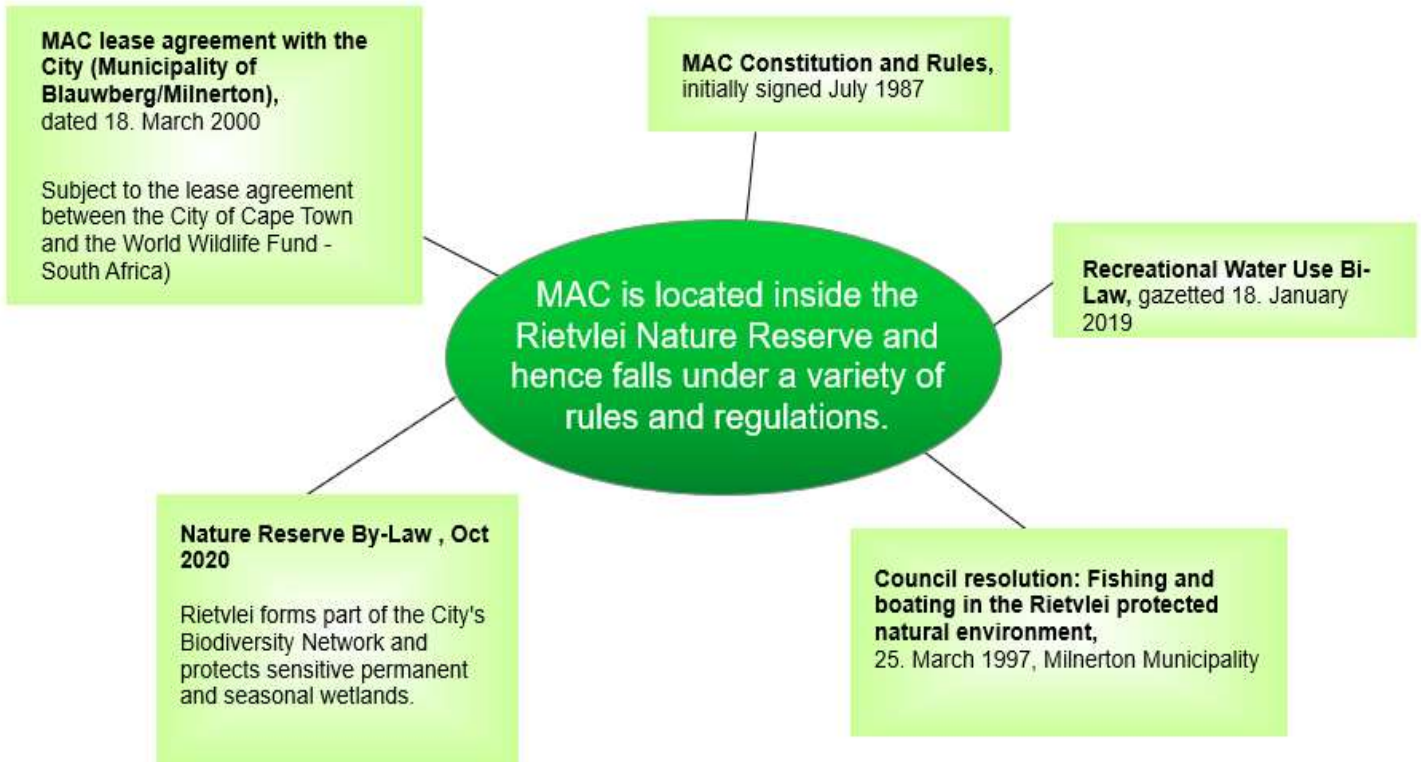 MAC lease agreement with the
City (Municipality of
Blauwberg/Milnerton),
dated 18. March 2000
Subject to the lease agreement
between the City of Cape Town
and the World Wildlife Fund -
South Africa)
MAC Constitution and Rules,
initially signed July 1987
Recreational Water Use Bi-
Law, gazetted 18. January
2019
MAC is located inside the
Rietvlei Nature Reserve and
hence falls under a variety of
rules and regulations.
Nature Reserve By-Law , Oct
2020
Rietvlei forms part of the City's
Biodiversity Network and
protects sensitive permanent
and seasonal wetlands.
Council resolution: Fishing and
boating in the Rietvlei protected
natural environment,
25. March 1997, Milnerton Municipality